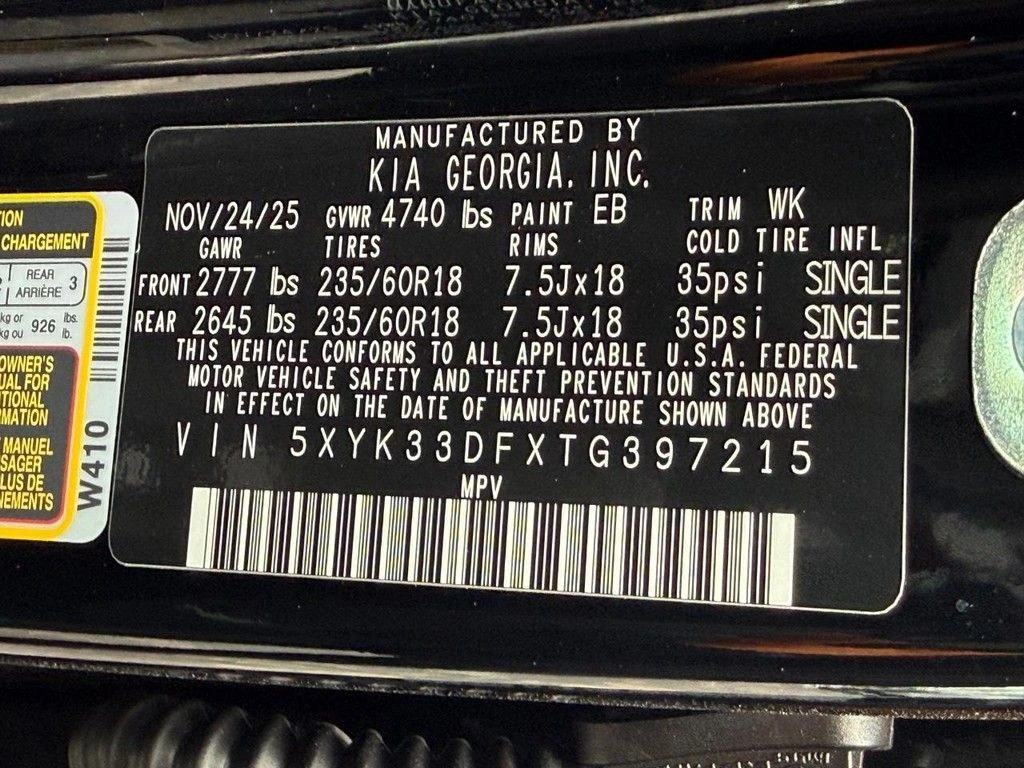 MANUFACTURED BY
KIA GEORGIA, INC.
NOV/24/25 GVWR 4740 lbs PAINT EB TRIM WK
GAWR TIRES RIMS COLD TIRE INFL
FRONT 2777 lbs 235/60R18 7.5Jx18 35psi SINGLE
REAR 2645 lbs 235/60R18 7.5Jx18 35psi SINGLE
THIS VEHICLE CONFORMS TO ALL APPLICABLE U.S.A. FEDERAL
MOTOR VEHICLE SAFETY AND THEFT PREVENTION STANDARDS
IN EFFECT ON THE DATE OF MANUFACTURE SHOWN ABOVE
VIN 5XYK33DFXTG397215
MPV
TION
CHARGEMENT
REAR
ARRIÈRE 3
kg or 926 lbs.
kg ou lb.
OWNER'S
UAL FOR
TIONAL
RMATION
MANUEL
SAGER
LUS DE
NEMENTS
W410